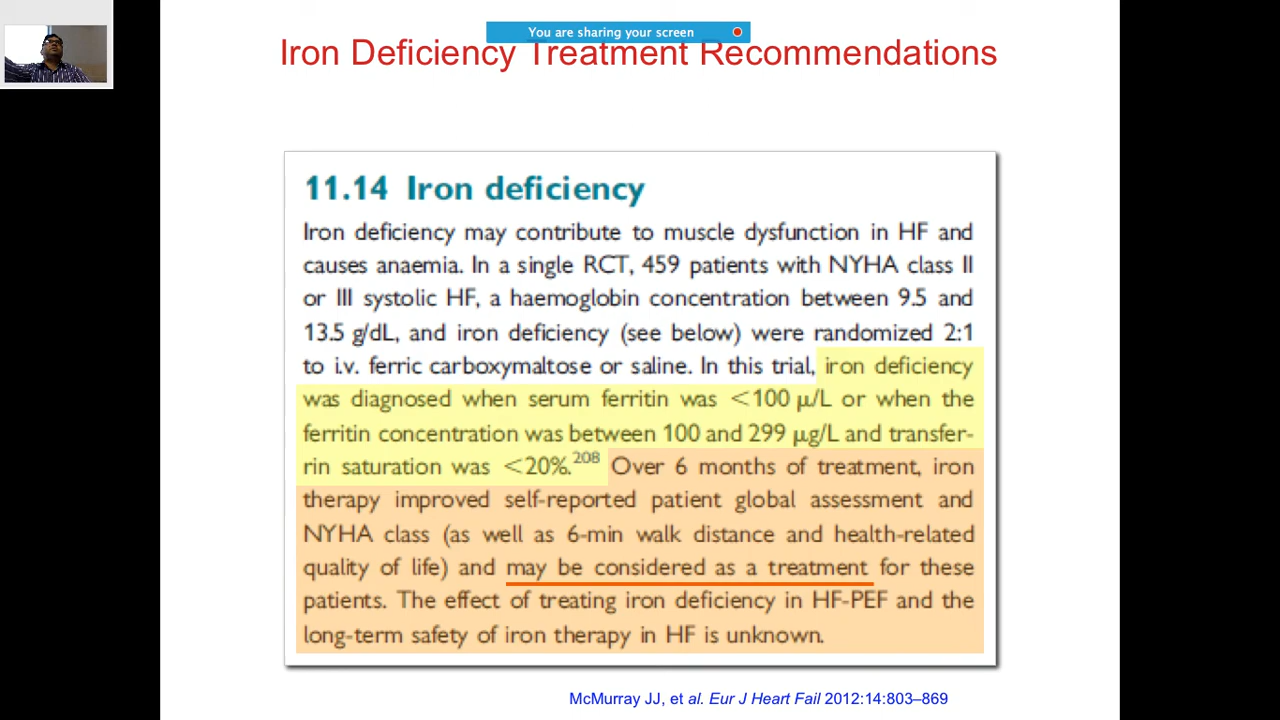 You are sharing your screen
Iron Deficiency Treatment Recommendations
11.14 Iron deficiency
Iron deficiency may contribute to muscle dysfunction in HF and
causes anaemia. In a single RCT, 459 patients with NYHA class II
or III systolic HF, a haemoglobin concentration between 9.5 and
13.5 g/dL, and iron deficiency (see below) were randomized 2:1
to i.v. ferric carboxymaltose or saline. In this trial, iron deficiency
was diagnosed when serum ferritin was <100 μ/L or when the
ferritin concentration was between 100 and 299 μg/L and transfer-
rin saturation was <20%.208 Over 6 months of treatment, iron
therapy improved self-reported patient global assessment and
NYHA class (as well as 6-min walk distance and health-related
quality of life) and may be considered as a treatment for these
patients. The effect of treating iron deficiency in HF-PEF and the
long-term safety of iron therapy in HF is unknown.
McMurray JJ, et al. Eur J Heart Fail 2012:14:803–869